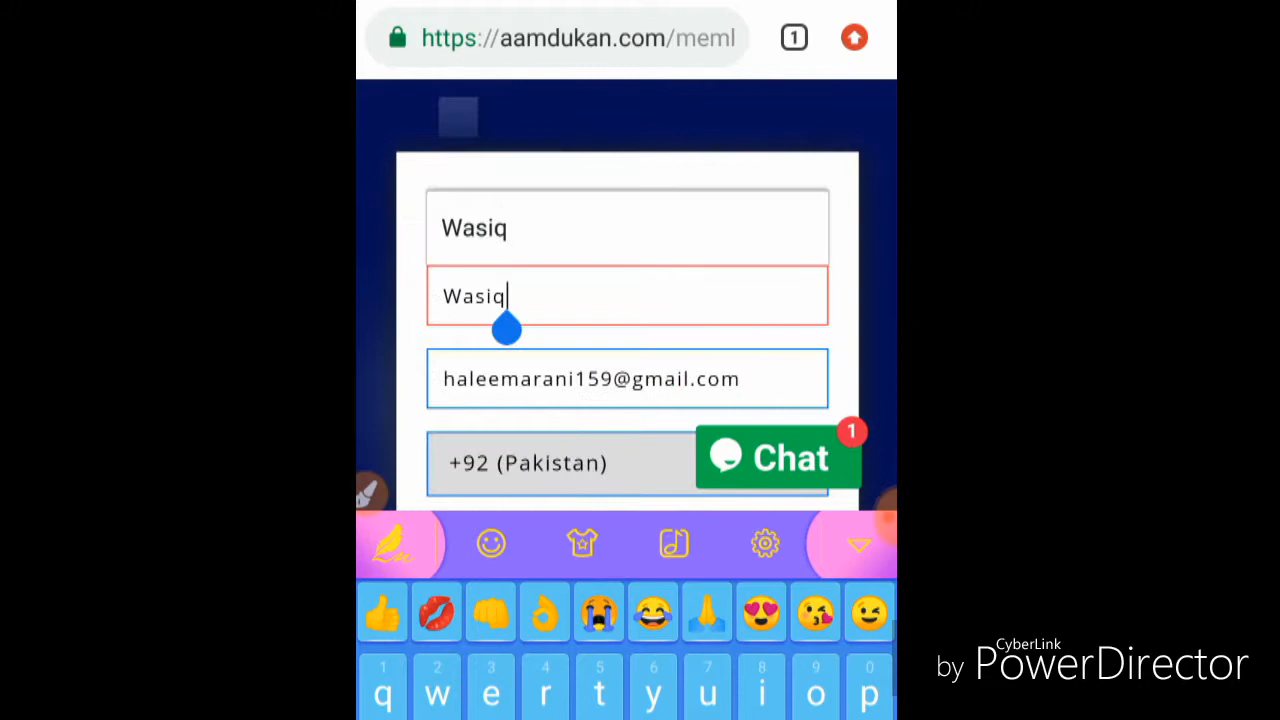 https://aamdukan.com/meml
1
Wasiq
Wasiq
haleemarani159@gmail.com
+92 (Pakistan)
Chat
1
1 2 3 4 5 6 7 8 9 0
q w e r t y u i o p
CyberLink
by PowerDirector